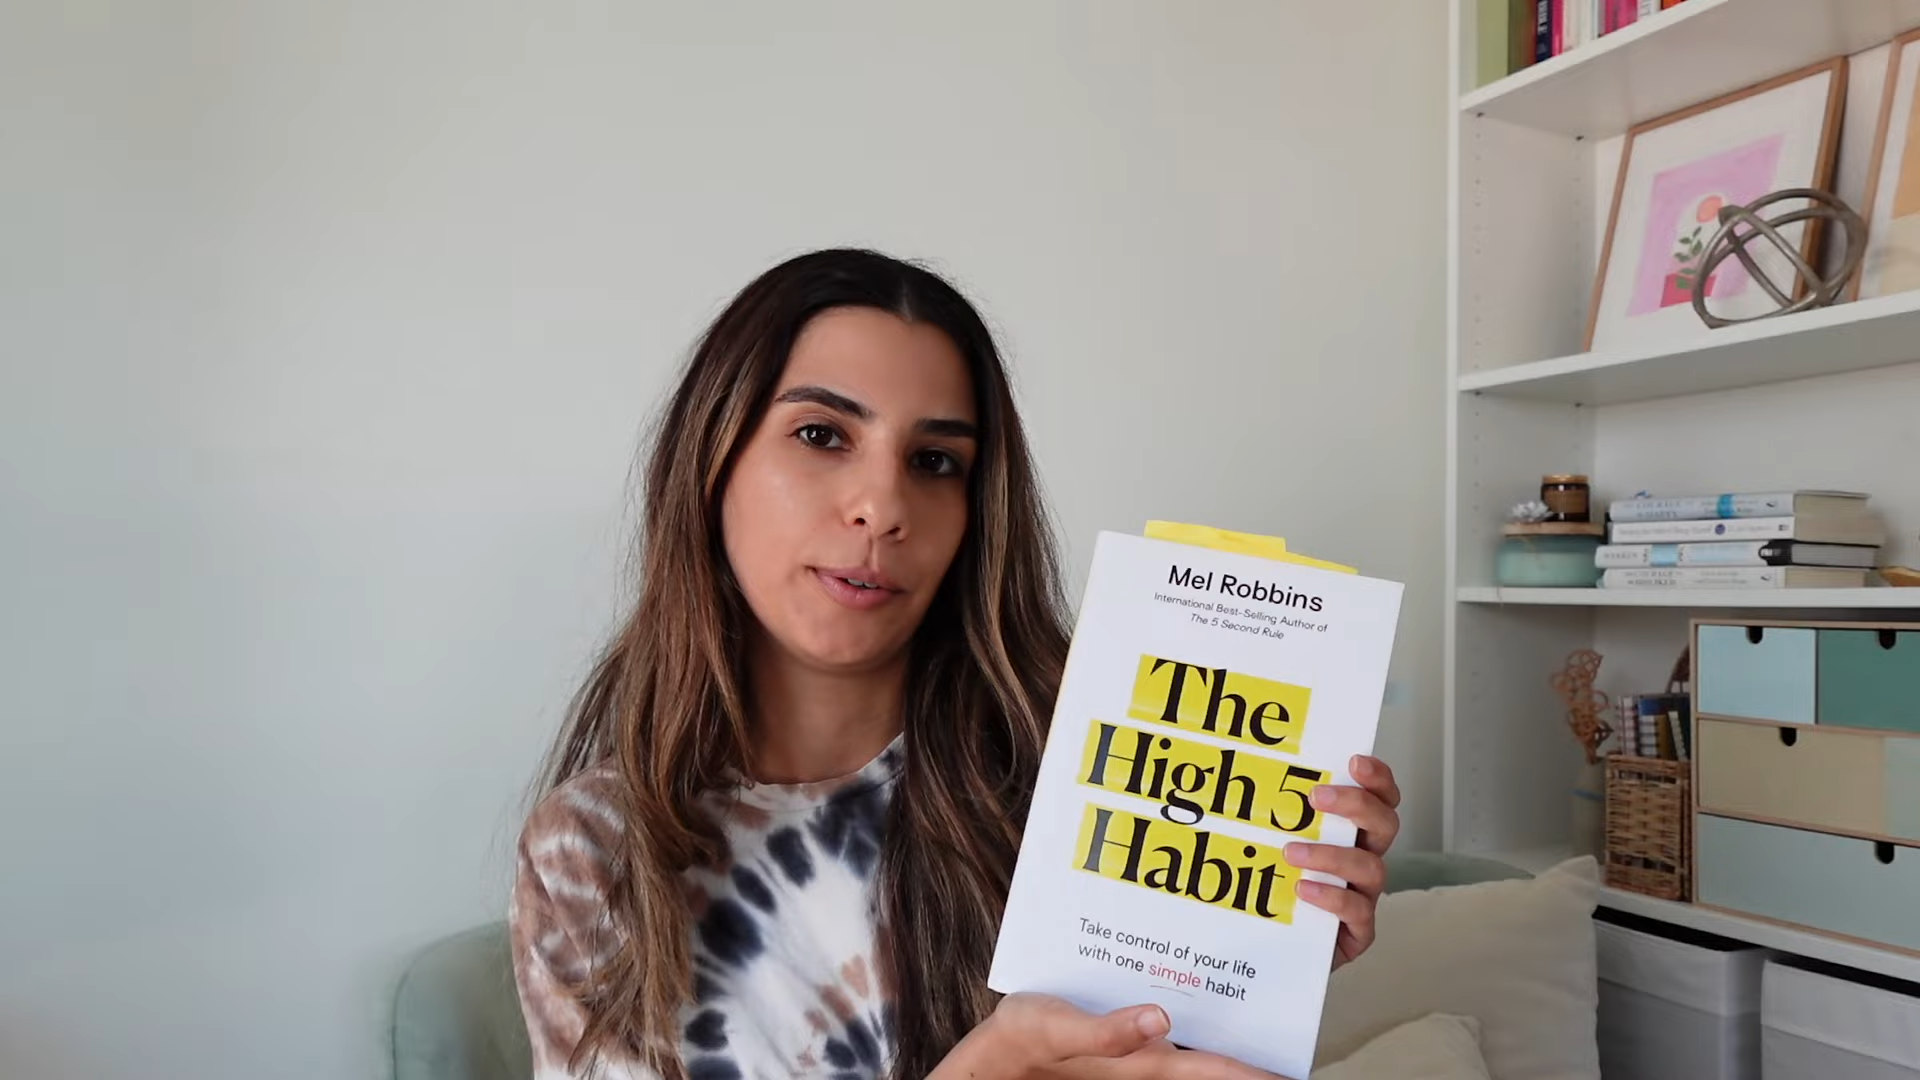 Mel Robbins
International Best-Selling Author of
The 5 Second Rule
The
High 5
Habit
Take control of your life
with one simple habit